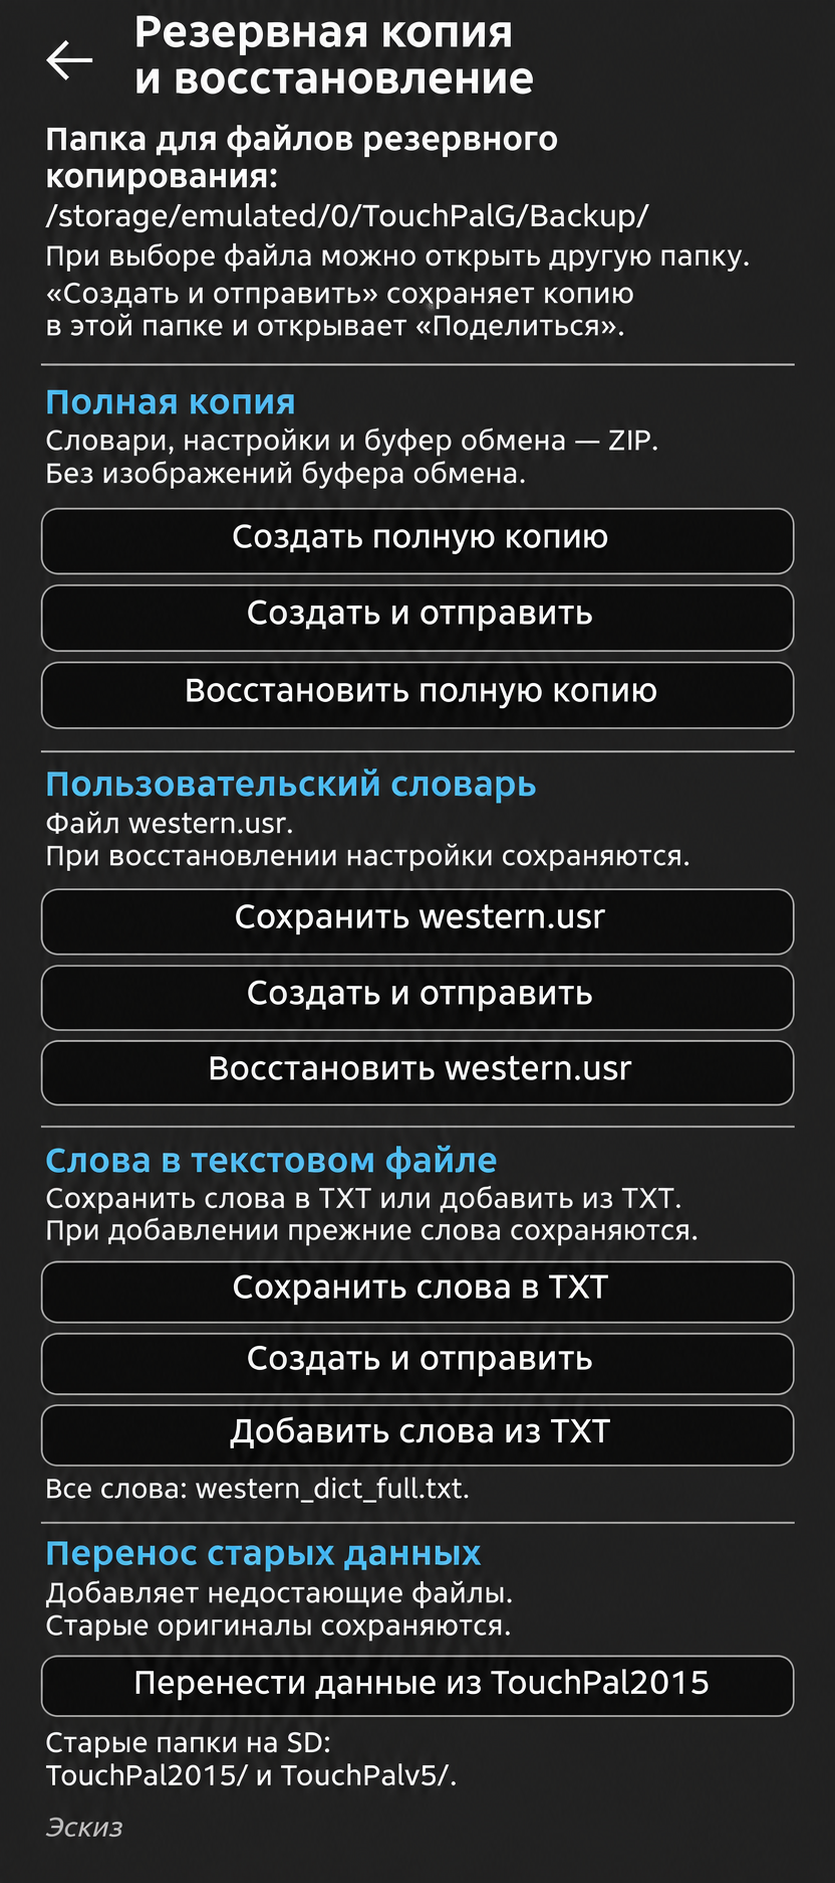 Резервная копия
и восстановление
Папка для файлов резервного
копирования:
/storage/emulated/0/TouchPalG/Backup/
При выборе файла можно открыть другую папку.
«Создать и отправить» сохраняет копию
в этой папке и открывает «Поделиться».
Полная копия
Словари, настройки и буфер обмена — ZIP.
Без изображений буфера обмена.
Создать полную копию
Создать и отправить
Восстановить полную копию
Пользовательский словарь
Файл western.usr.
При восстановлении настройки сохраняются.
Сохранить western.usr
Создать и отправить
Восстановить western.usr
Слова в текстовом файле
Сохранить слова в TXT или добавить из TXT.
При добавлении прежние слова сохраняются.
Сохранить слова в TXT
Создать и отправить
Добавить слова из TXT
Все слова: western_dict_full.txt.
Перенос старых данных
Добавляет недостающие файлы.
Старые оригиналы сохраняются.
Перенести данные из TouchPal2015
Старые папки на SD:
TouchPal2015/ и TouchPalv5/.
Эскиз